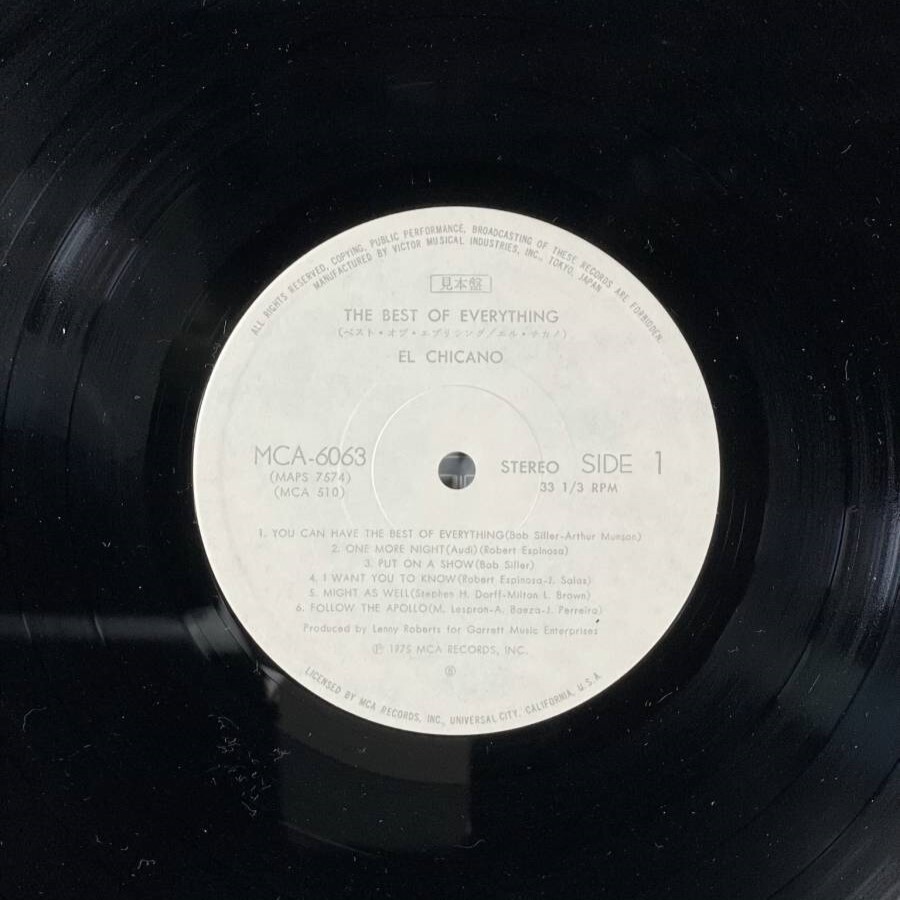 ALL RIGHTS RESERVED, COPYING, PUBLIC PERFORMANCE, BROADCASTING OF THESE RECORDS ARE FORBIDDEN.
MANUFACTURED BY VICTOR MUSICAL INDUSTRIES, INC., TOKYO, JAPAN
見本盤
THE BEST OF EVERYTHING
(ベスト・オブ・エブリシング/エル・チカノ)
EL CHICANO
MCA-6063
(MAPS 7574)
(MCA 510)
STEREO SIDE 1
33 1/3 RPM
1. YOU CAN HAVE THE BEST OF EVERYTHING(Bob Siller-Arthur Munson)
2. ONE MORE NIGHT(Audi)(Robert Espinosa)
3. PUT ON A SHOW(Bob Siller)
4. I WANT YOU TO KNOW(Robert Espinosa-J. Salas)
5. MIGHT AS WELL(Stephen H. Dorff-Milton L. Brown)
6. FOLLOW THE APOLLO(M. Lespron-A. Baeza-J. Perreira)
Produced by Lenny Roberts for Garrett Music Enterprises
Ⓟ 1975 MCA RECORDS, INC.
LICENSED BY MCA RECORDS, INC., UNIVERSAL CITY, CALIFORNIA, U.S.A.